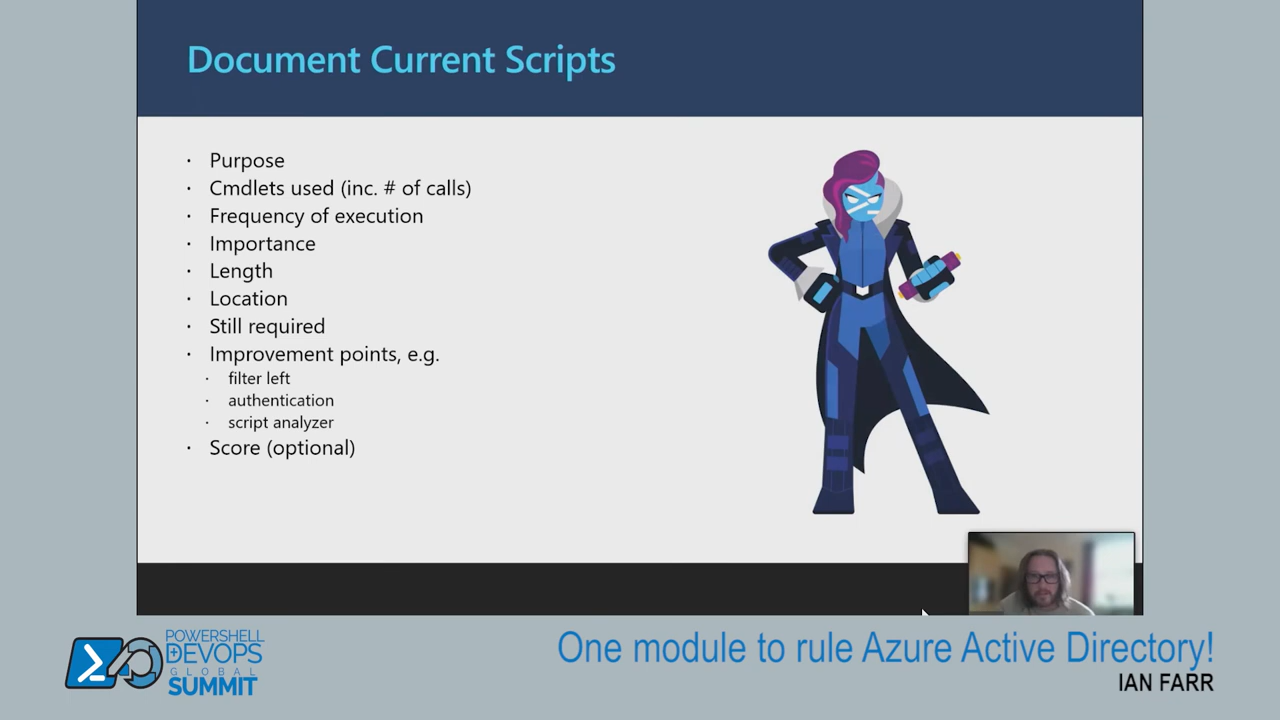 Document Current Scripts
· Purpose
· Cmdlets used (inc. # of calls)
· Frequency of execution
· Importance
· Length
· Location
· Still required
· Improvement points, e.g.
· filter left
· authentication
· script analyzer
· Score (optional)
POWERSHELL
DEVOPS
GLOBAL
SUMMIT
One module to rule Azure Active Directory!
IAN FARR